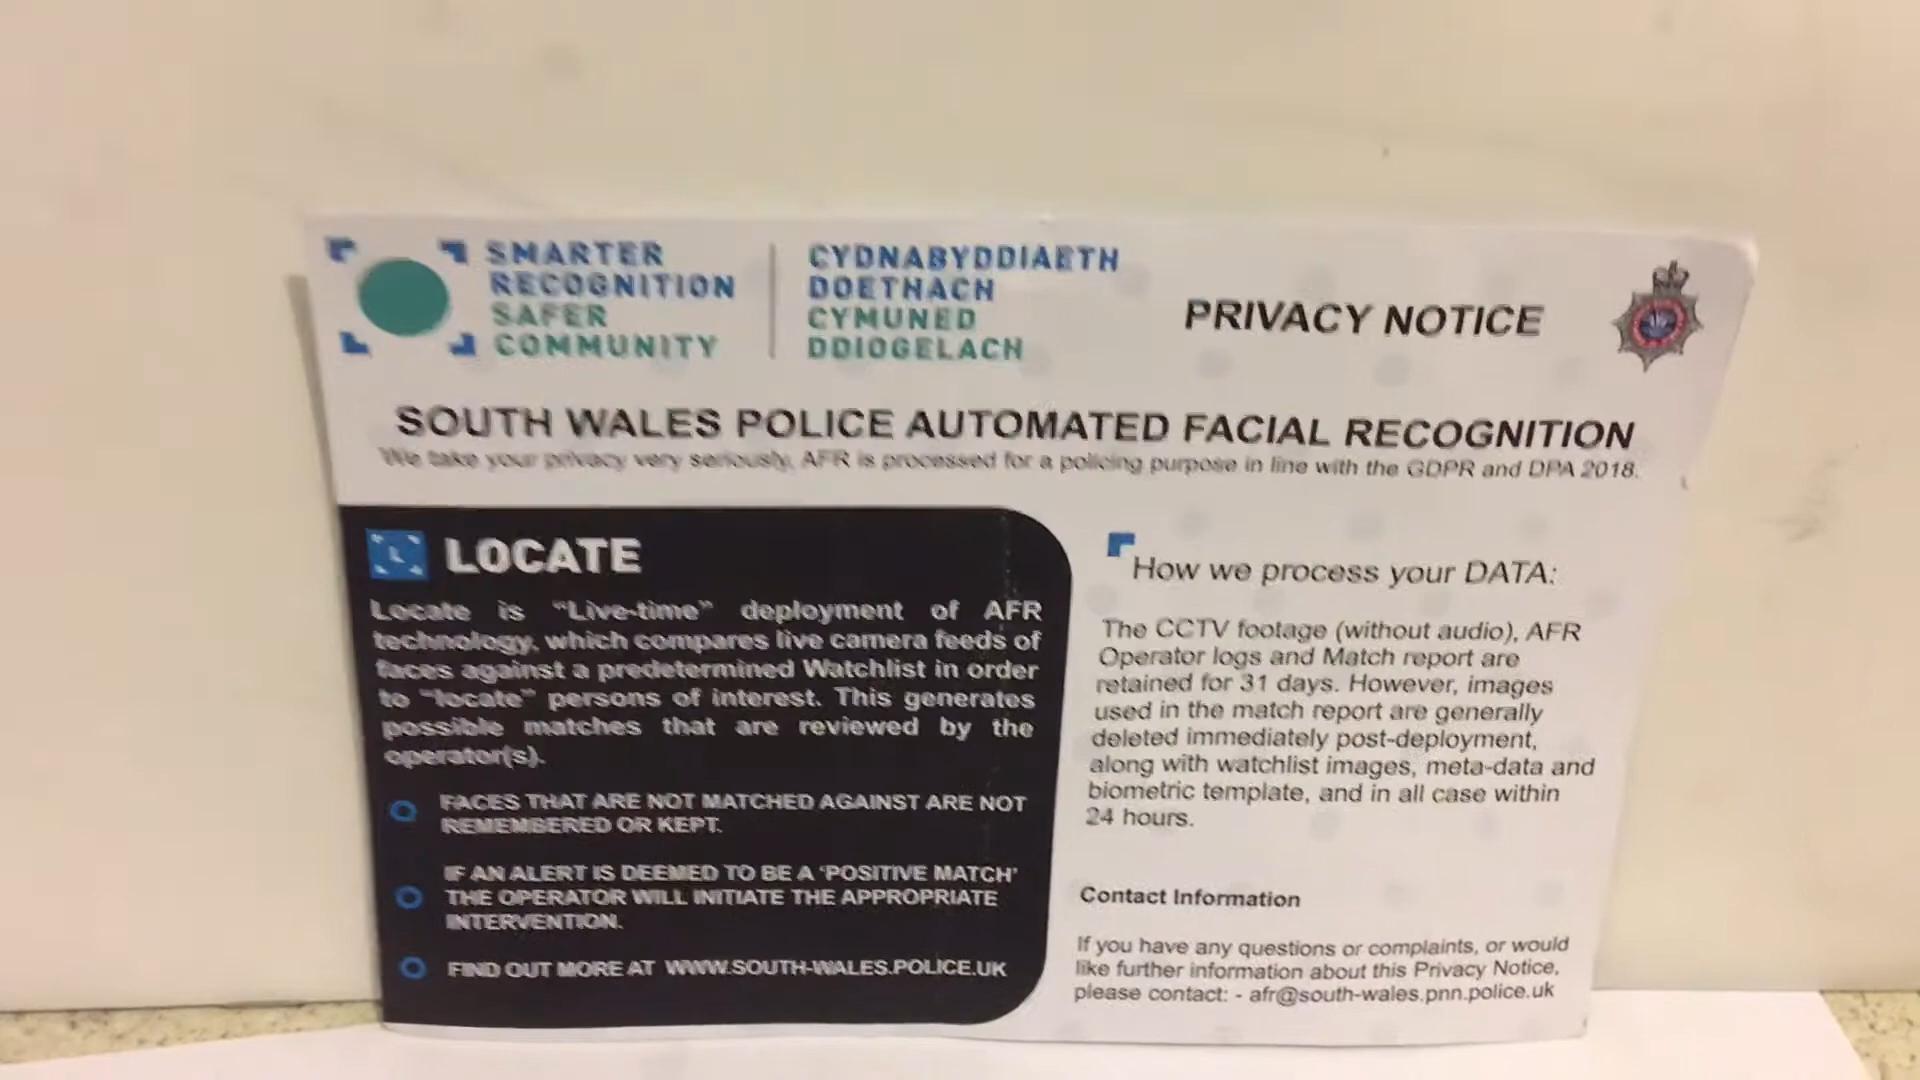 SMARTER
RECOGNITION
SAFER
COMMUNITY
CYDNABYDDIAETH
DOETHACH
CYMUNED
DDIOGELACH
PRIVACY NOTICE
SOUTH WALES POLICE AUTOMATED FACIAL RECOGNITION
We take your privacy very seriously. AFR is processed for a policing purpose in line with the GDPR and DPA 2018.
L LOCATE
Locate is "Live-time" deployment of AFR
technology, which compares live camera feeds of
faces against a predetermined Watchlist in order
to "locate" persons of interest. This generates
possible matches that are reviewed by the
operator(s).
FACES THAT ARE NOT MATCHED AGAINST ARE NOT
REMEMBERED OR KEPT.
IF AN ALERT IS DEEMED TO BE A 'POSITIVE MATCH'
THE OPERATOR WILL INITIATE THE APPROPRIATE
INTERVENTION.
FIND OUT MORE AT WWW.SOUTH-WALES.POLICE.UK
How we process your DATA:
The CCTV footage (without audio), AFR
Operator logs and Match report are
retained for 31 days. However, images
used in the match report are generally
deleted immediately post-deployment,
along with watchlist images, meta-data and
biometric template, and in all case within
24 hours.
Contact Information
If you have any questions or complaints, or would
like further information about this Privacy Notice,
please contact: - afr@south-wales.pnn.police.uk